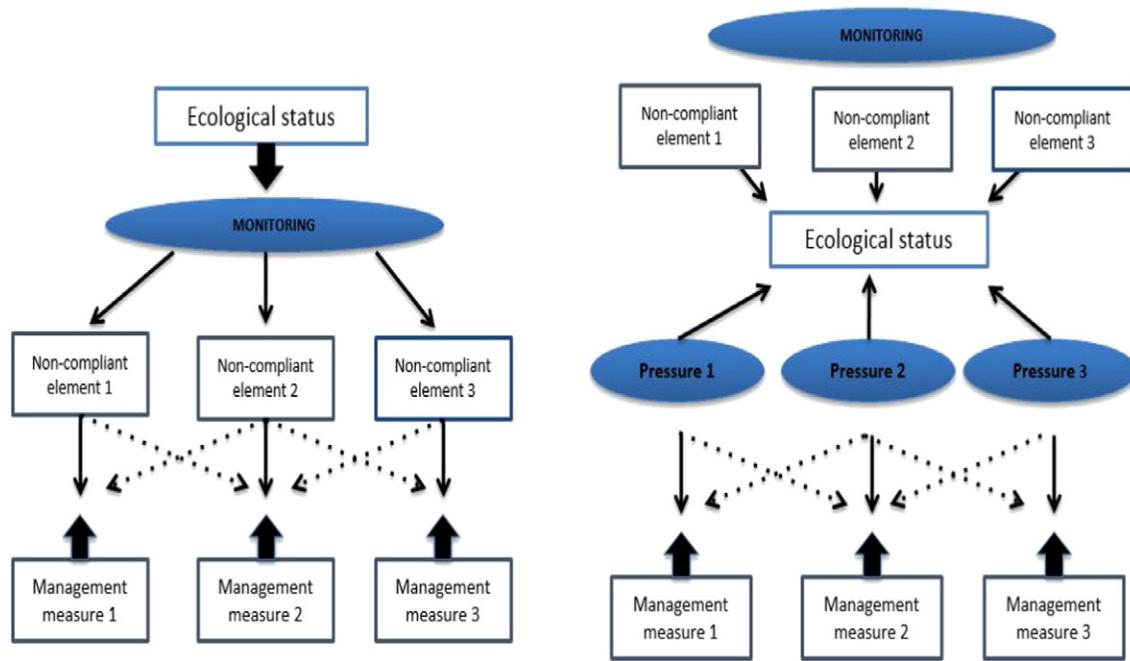 Ecological status
MONITORING
Non-compliant
element 1
Non-compliant
element 2
Non-compliant
element 3
Management
measure 1
Management
measure 2
Management
measure 3
MONITORING
Non-compliant
element 1
Non-compliant
element 2
Non-compliant
element 3
Ecological status
Pressure 1
Pressure 2
Pressure 3
Management
measure 1
Management
measure 2
Management
measure 3